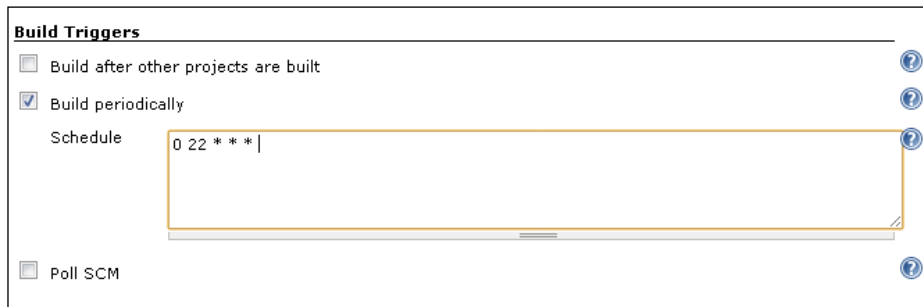 Build Triggers
Build after other projects are built
Build periodically
Schedule
0 22 * * *
Poll SCM